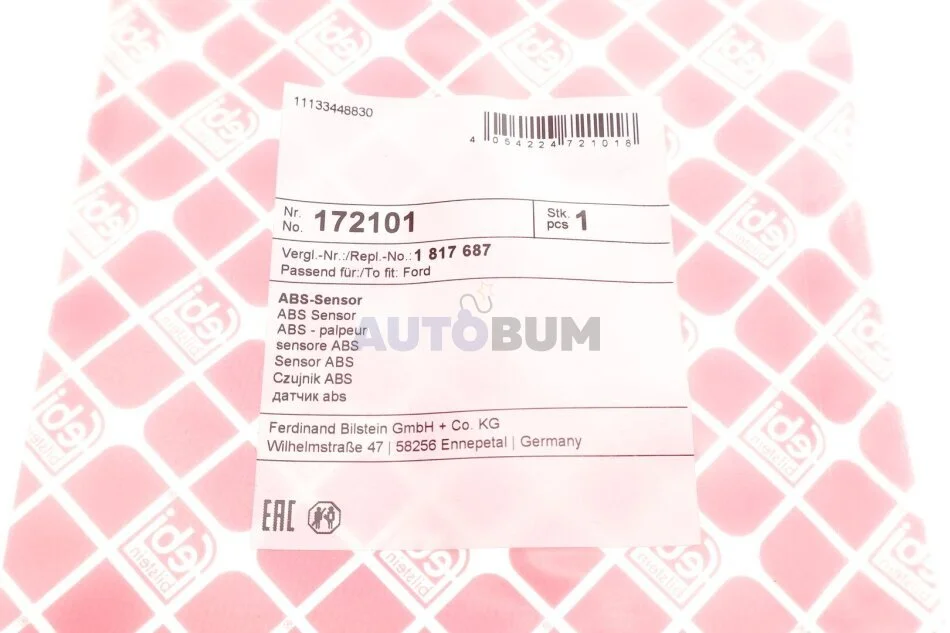 11133448830
4 054224 721018
Nr.
No. 172101
Stk.
pcs 1
Vergl.-Nr.:/Repl.-No.: 1 817 687
Passend für:/To fit: Ford
ABS-Sensor
ABS Sensor
ABS - palpeur
sensore ABS
Sensor ABS
Czujnik ABS
датчик abs
AUTOBUM
Ferdinand Bilstein GmbH + Co. KG
Wilhelmstraße 47 | 58256 Ennepetal | Germany
EAC
febi
bilstein